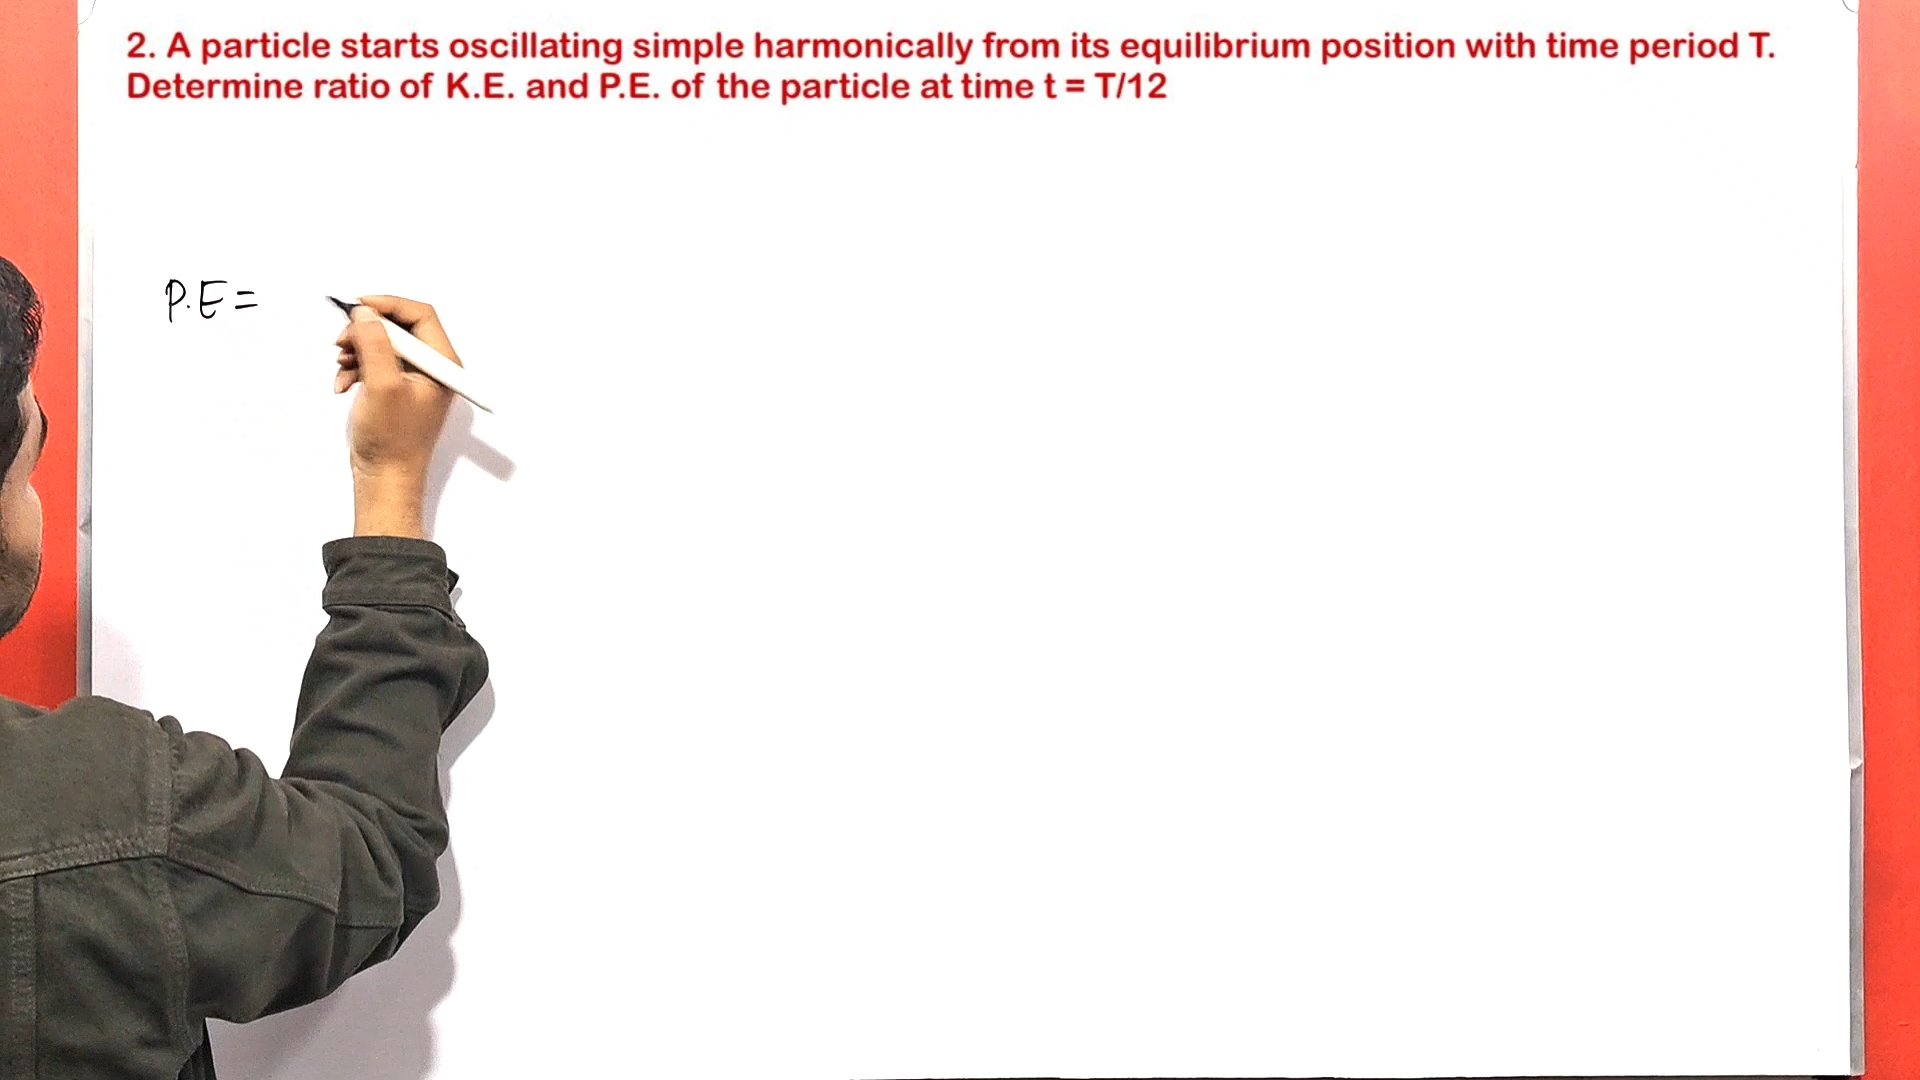 2. A particle starts oscillating simple harmonically from its equilibrium position with time period T.
Determine ratio of K.E. and P.E. of the particle at time t = T/12
P.E =